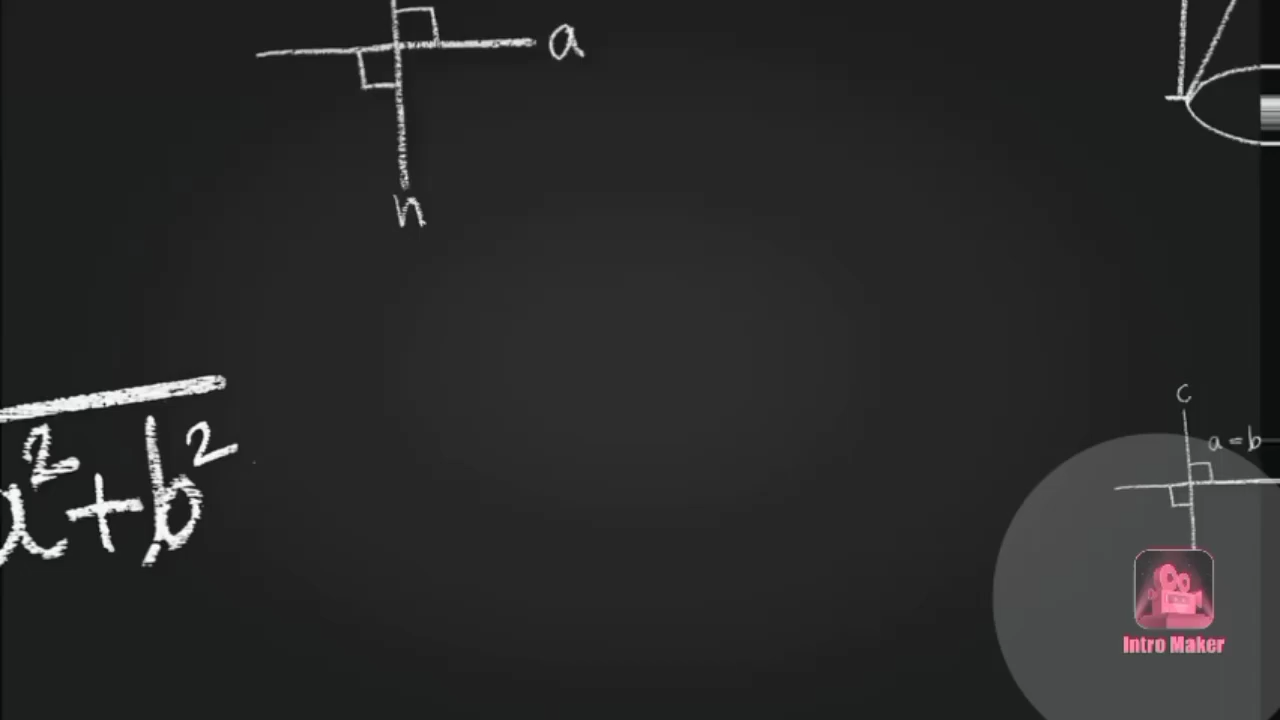 a
n
a²+b²
c
a=b
Intro Maker